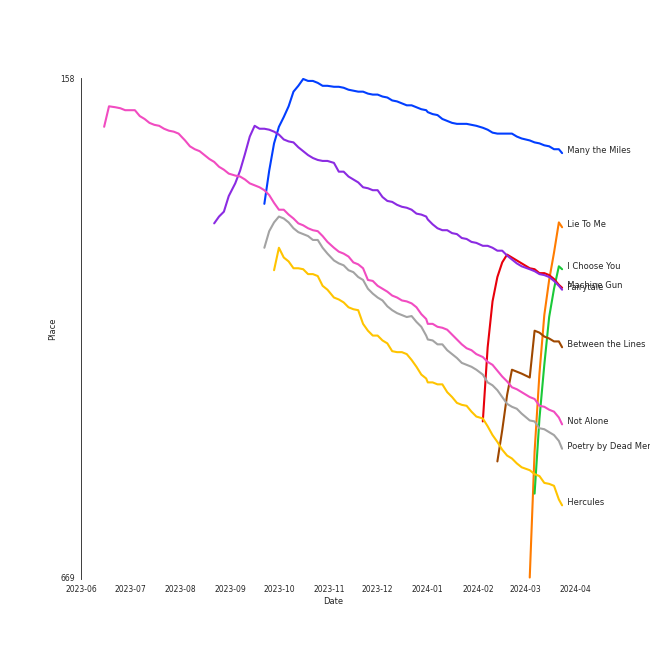 158
Many the Miles
Lie To Me
I Choose You
Machine Gun
Fairytale
Place
Between the Lines
Not Alone
Poetry by Dead Men
Hercules
669
2023-06 2023-07 2023-08 2023-09 2023-10 2023-11 2023-12 2024-01 2024-02 2024-03 2024-04
Date